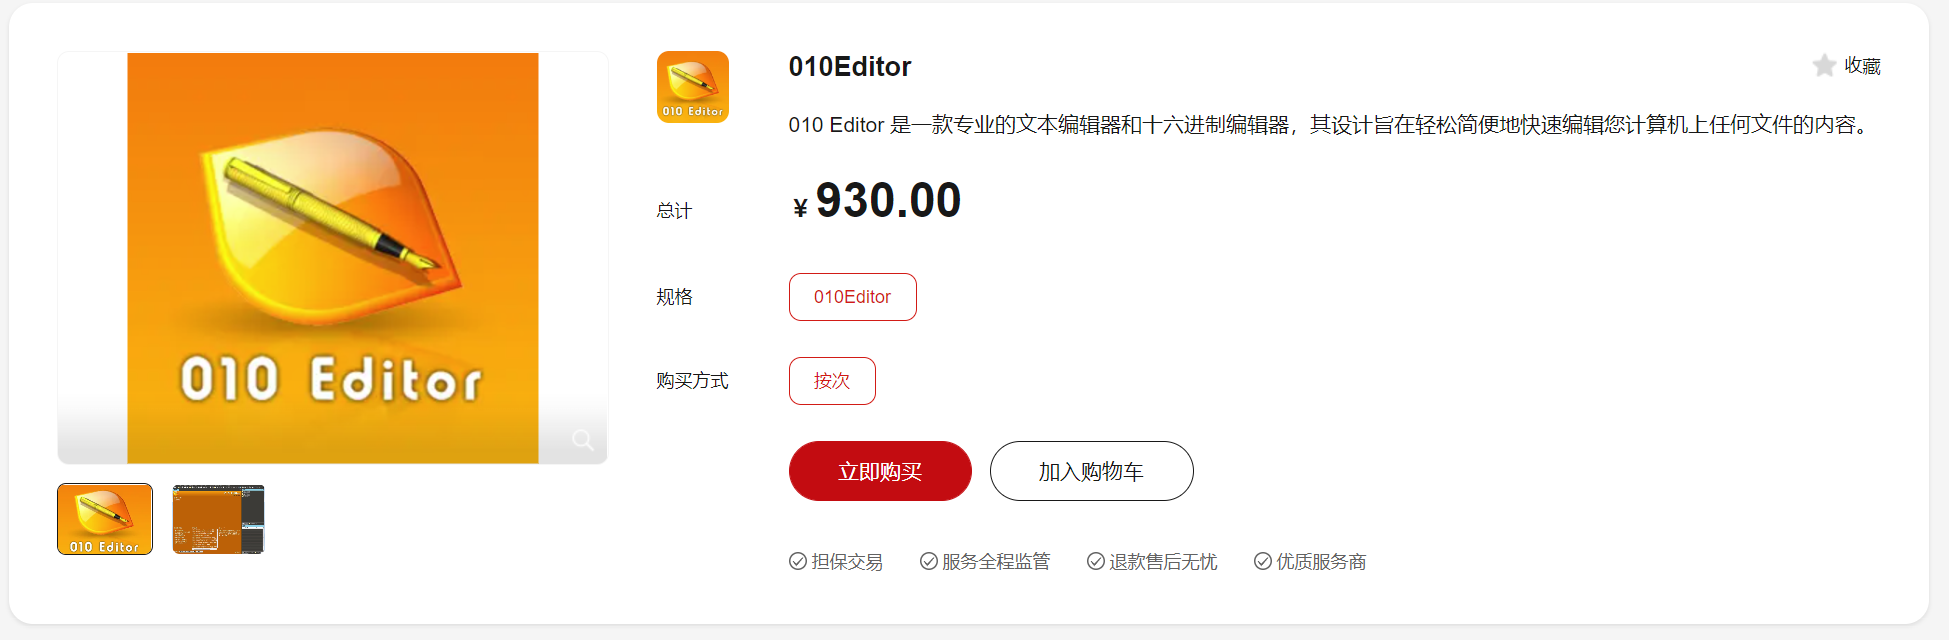 010 Editor
010 Editor
010 Editor
010Editor
收藏
010 Editor 是一款专业的文本编辑器和十六进制编辑器，其设计旨在轻松简便地快速编辑您计算机上任何文件的内容。
总计
¥ 930.00
规格
010Editor
购买方式
按次
立即购买
加入购物车
担保交易
服务全程监管
退款售后无忧
优质服务商